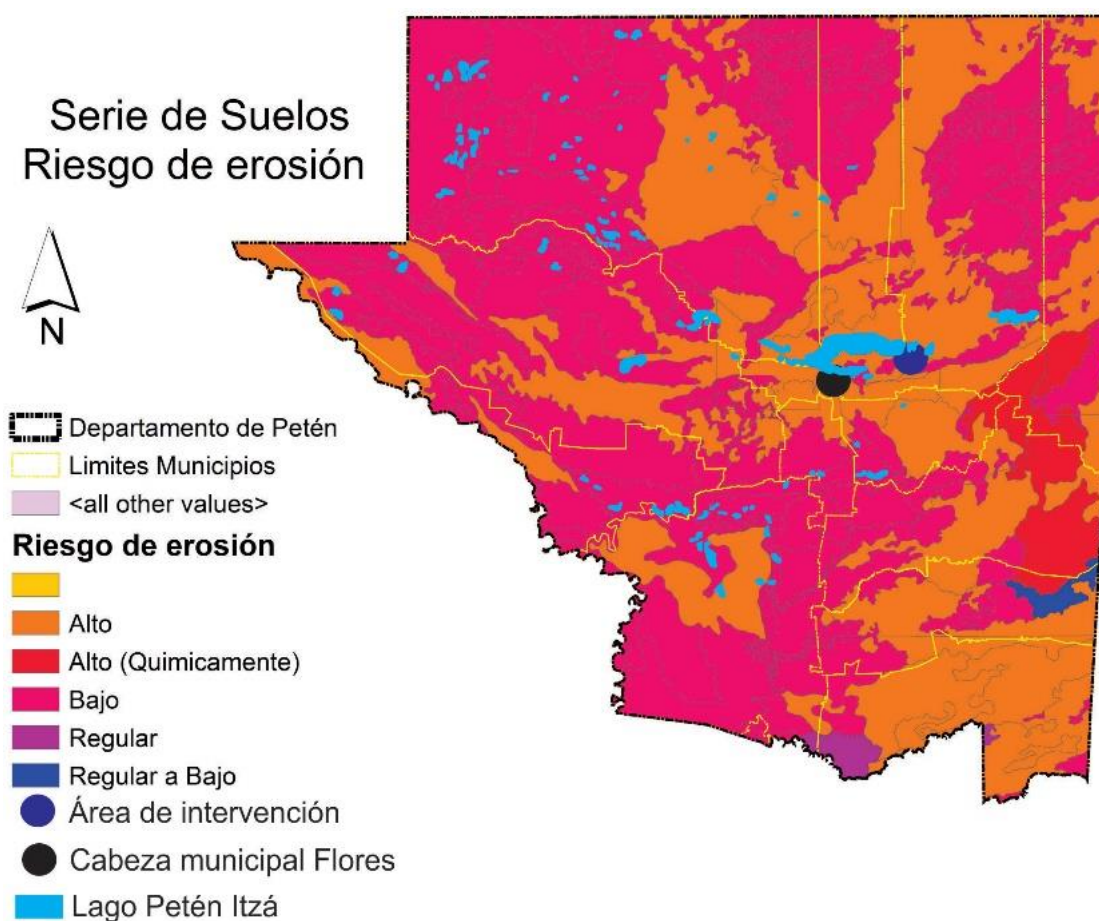 Serie de Suelos
Riesgo de erosión
N
Departamento de Petén
Limites Municipios
<all other values>
Riesgo de erosión
Alto
Alto (Quimicamente)
Bajo
Regular
Regular a Bajo
Área de intervención
Cabeza municipal Flores
Lago Petén Itzá